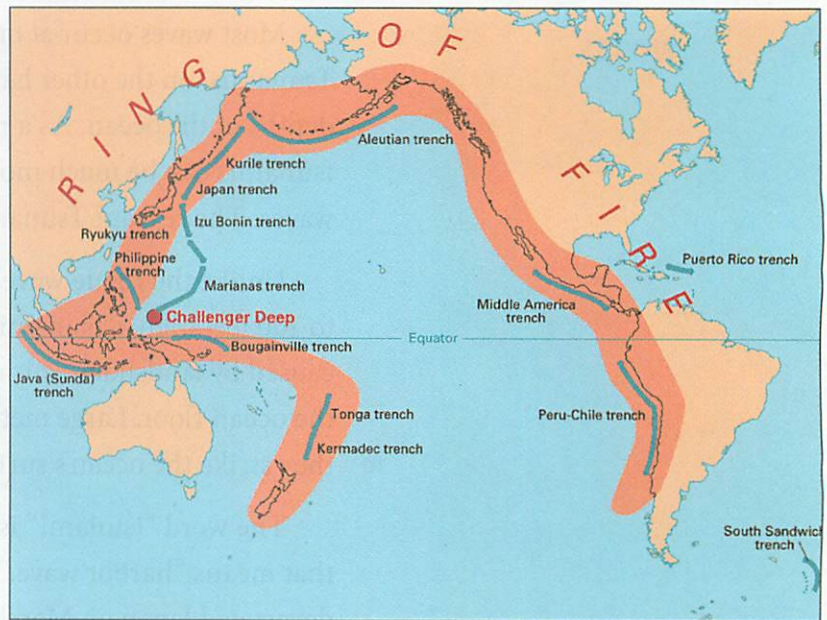 RING OF FIRE
Aleutian trench
Kurile trench
Japan trench
Izu Bonin trench
Ryukyu trench
Philippine
trench
Marianas trench
Challenger Deep
Puerto Rico trench
Middle America
trench
Equator
Bougainville trench
Java (Sunda)
trench
Tonga trench
Kermadec trench
Peru-Chile trench
South Sandwich
trench